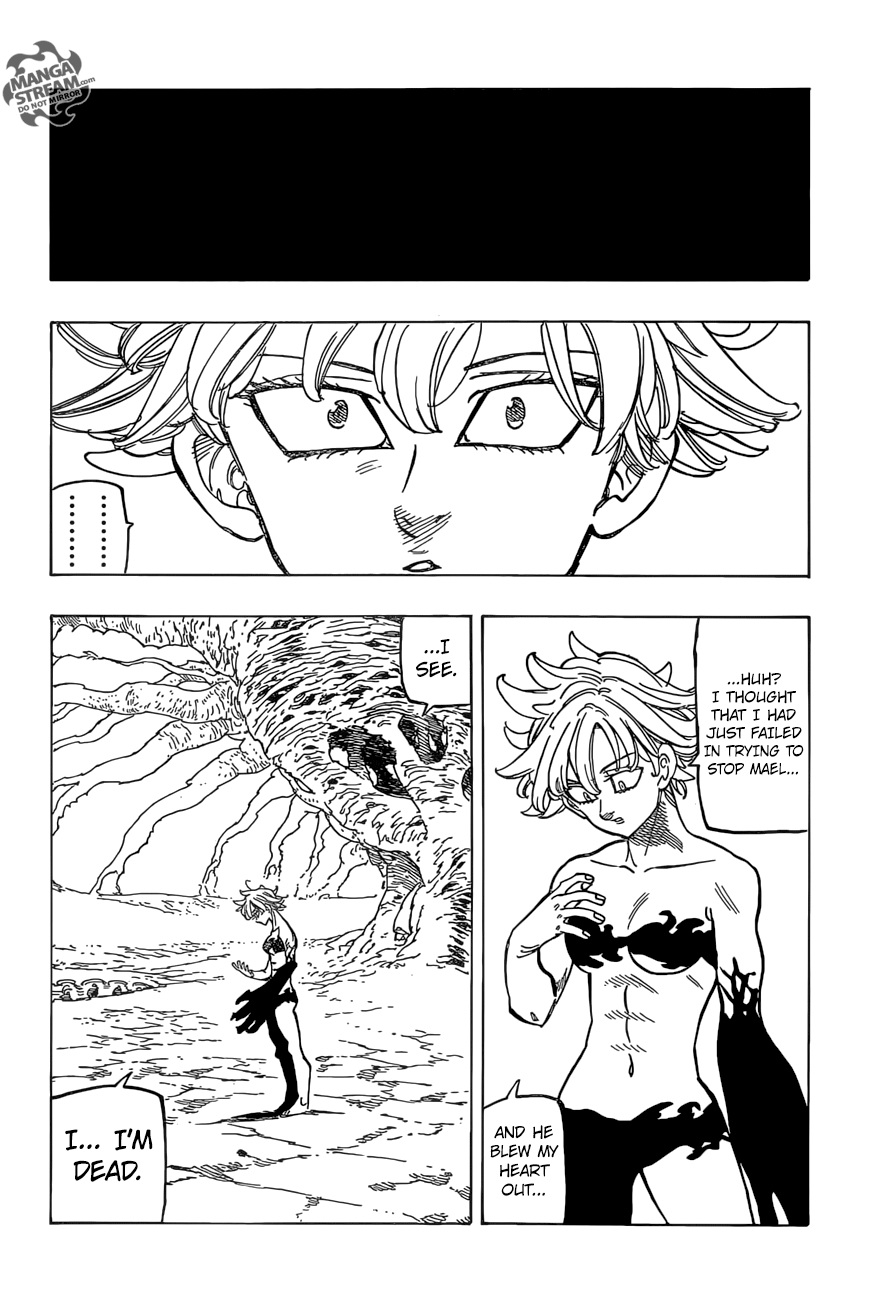 MANGA
STREAM.com
DO NOT MIRROR
...HUH?
I THOUGHT
THAT I HAD
JUST FAILED
IN TRYING TO
STOP MAEL...
AND HE
BLEW MY
HEART
OUT...
...I
SEE.
I... I'M
DEAD.